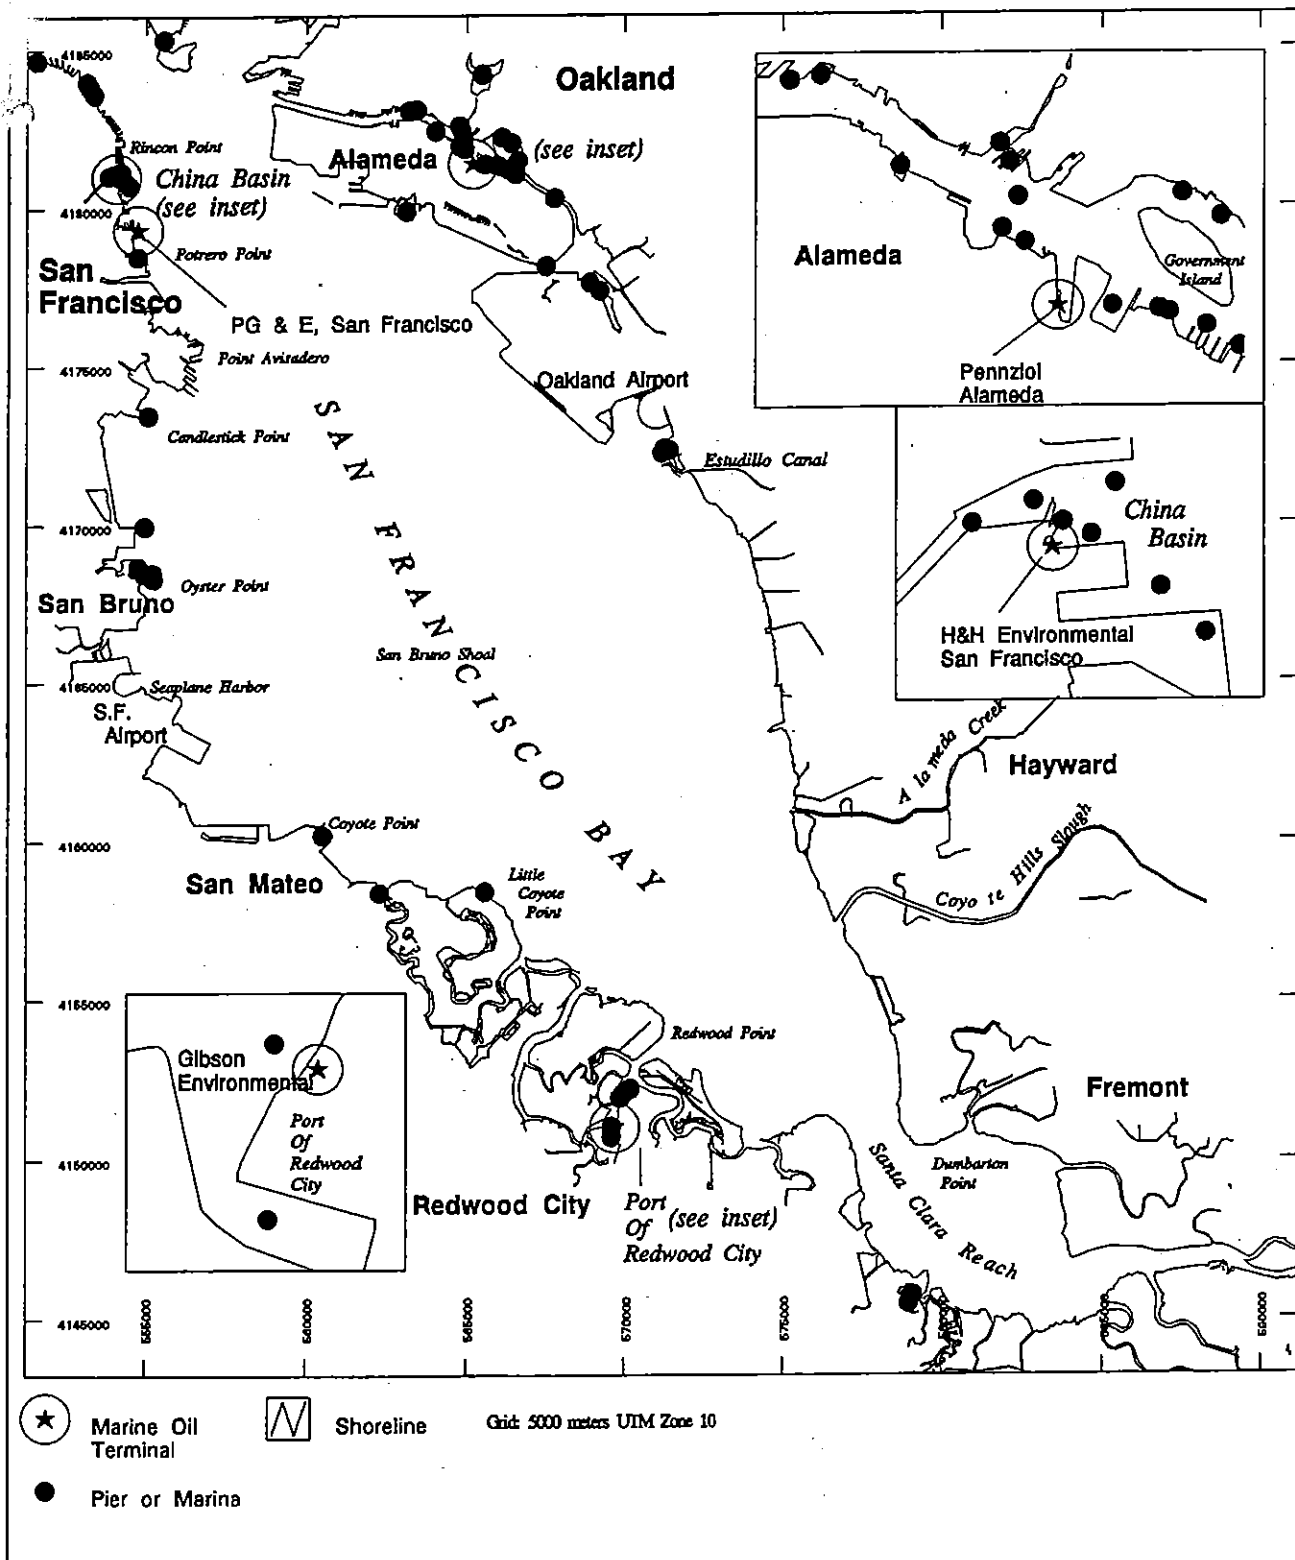 4185000
Oakland
Rincon Point
Alameda
(see inset)
China Basin
(see inset)
4180000
Potrero Point
San
Francisco
PG & E, San Francisco
Point Avisadero
4175000
Oakland Airport
Candlestick Point
Estudillo Canal
SAN FRANCISCO BAY
4170000
Oyster Point
San Bruno
San Bruno Shoal
4165000
Seaplane Harbor
S.F.
Airport
Alameda Creek
Hayward
Coyote Point
4160000
San Mateo
Little
Coyote
Point
Coyote Hills Slough
4155000
Redwood Point
Fremont
4150000
Dumbarton
Point
Santa Clara Reach
Redwood City
Port
Of (see inset)
Redwood City
4145000
555000
560000
565000
570000
575000
590000
Alameda
Government
Island
Pennziol
Alameda
China
Basin
H&H Environmental
San Francisco
Gibson
Environmental
Port
Of
Redwood
City
Marine Oil
Terminal
Shoreline
Grid: 5000 meters UTM Zone 10
Pier or Marina